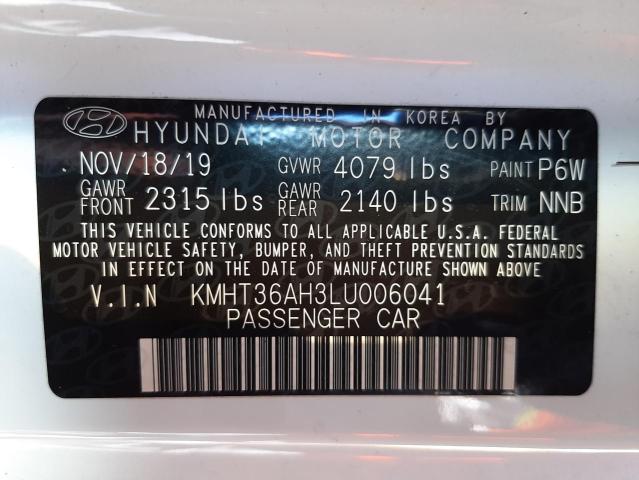 MANUFACTURED IN KOREA BY
HYUNDAI MOTOR COMPANY
NOV/18/19 GVWR 4079 lbs PAINT P6W
GAWR FRONT 2315 lbs GAWR REAR 2140 lbs TRIM NNB
THIS VEHICLE CONFORMS TO ALL APPLICABLE U.S.A. FEDERAL
MOTOR VEHICLE SAFETY, BUMPER, AND THEFT PREVENTION STANDARDS
IN EFFECT ON THE DATE OF MANUFACTURE SHOWN ABOVE.
V.I.N KMHT36AH3LU006041
PASSENGER CAR